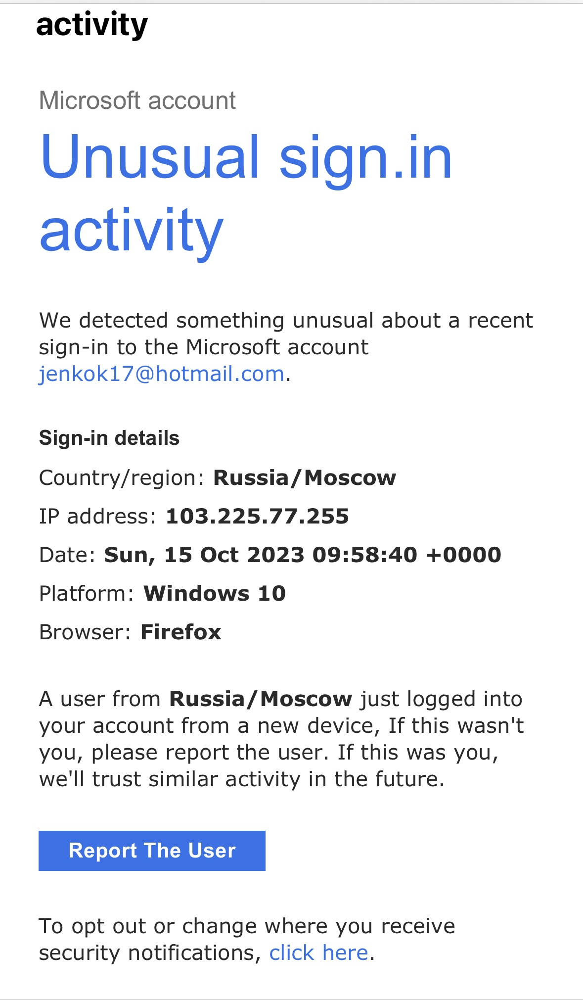 activity
Microsoft account
Unusual sign.in
activity
We detected something unusual about a recent
sign-in to the Microsoft account
jenkok17@hotmail.com.
Sign-in details
Country/region: Russia/Moscow
IP address: 103.225.77.255
Date: Sun, 15 Oct 2023 09:58:40 +0000
Platform: Windows 10
Browser: Firefox
A user from Russia/Moscow just logged into
your account from a new device, If this wasn't
you, please report the user. If this was you,
we'll trust similar activity in the future.
Report The User
To opt out or change where you receive
security notifications, click here.